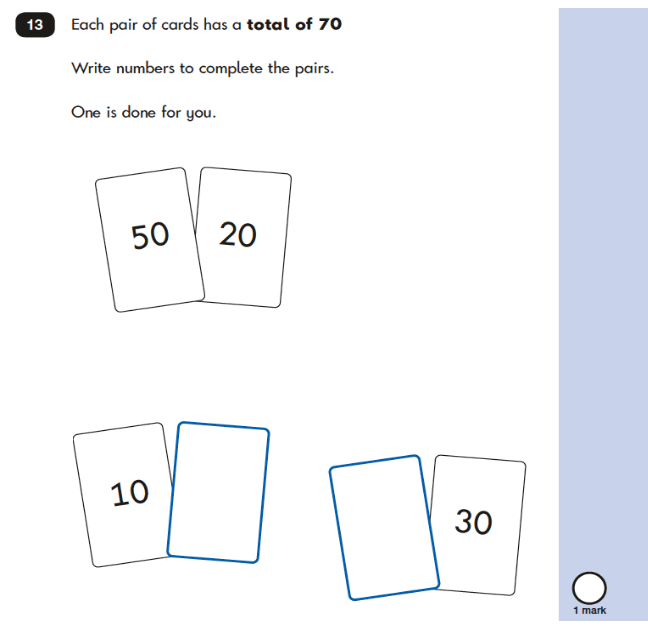 13 Each pair of cards has a total of 70
Write numbers to complete the pairs.
One is done for you.
50 20
10
30
1 mark